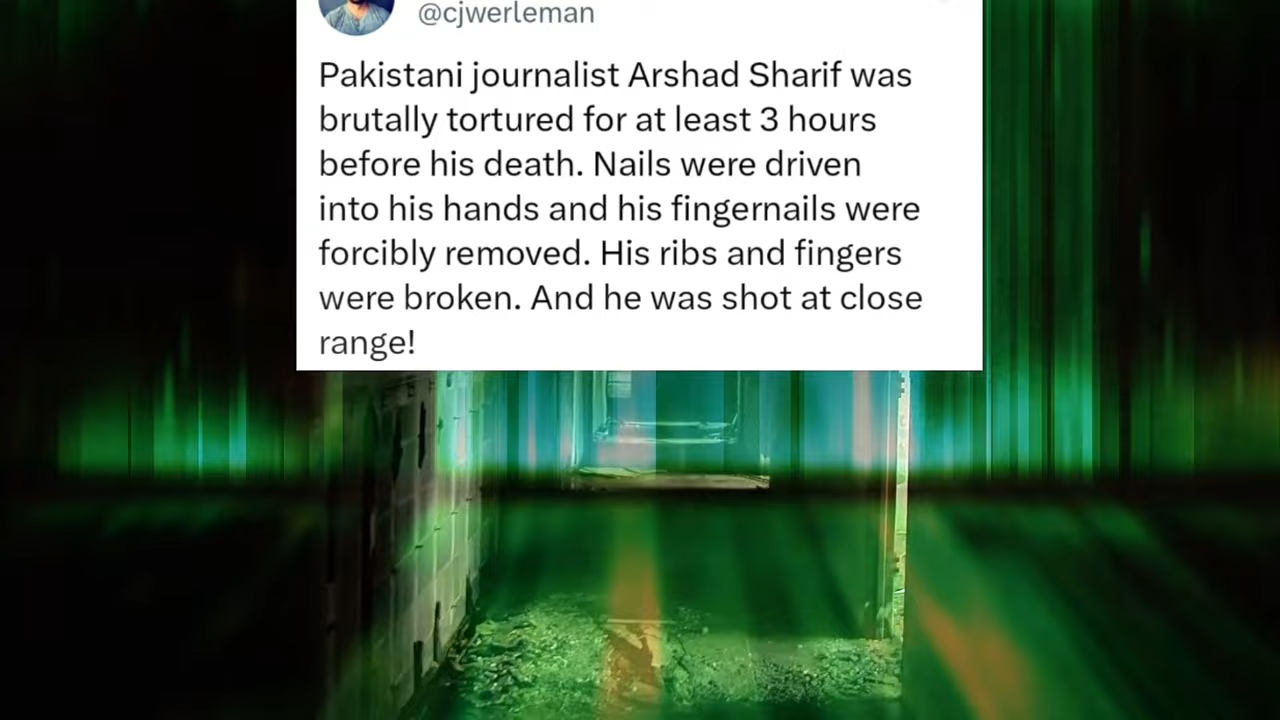 @cjwerleman
Pakistani journalist Arshad Sharif was
brutally tortured for at least 3 hours
before his death. Nails were driven
into his hands and his fingernails were
forcibly removed. His ribs and fingers
were broken. And he was shot at close
range!